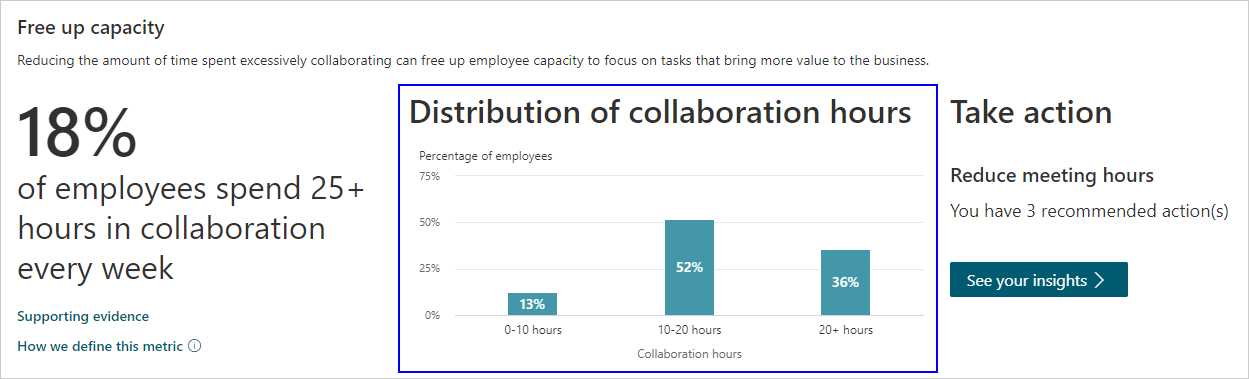 Free up capacity
Reducing the amount of time spent excessively collaborating can free up employee capacity to focus on tasks that bring more value to the business.
18%
of employees spend 25+
hours in collaboration
every week
Supporting evidence
How we define this metric
Distribution of collaboration hours
Percentage of employees
75%
50%
25%
0%
13%
52%
36%
0-10 hours
10-20 hours
20+ hours
Collaboration hours
Take action
Reduce meeting hours
You have 3 recommended action(s)
See your insights